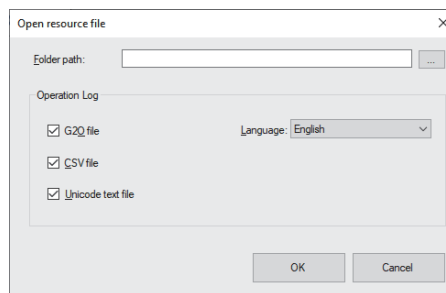 Open resource file
Folder path:
...
Operation Log
G2O file
Language: English
CSV file
Unicode text file
OK Cancel